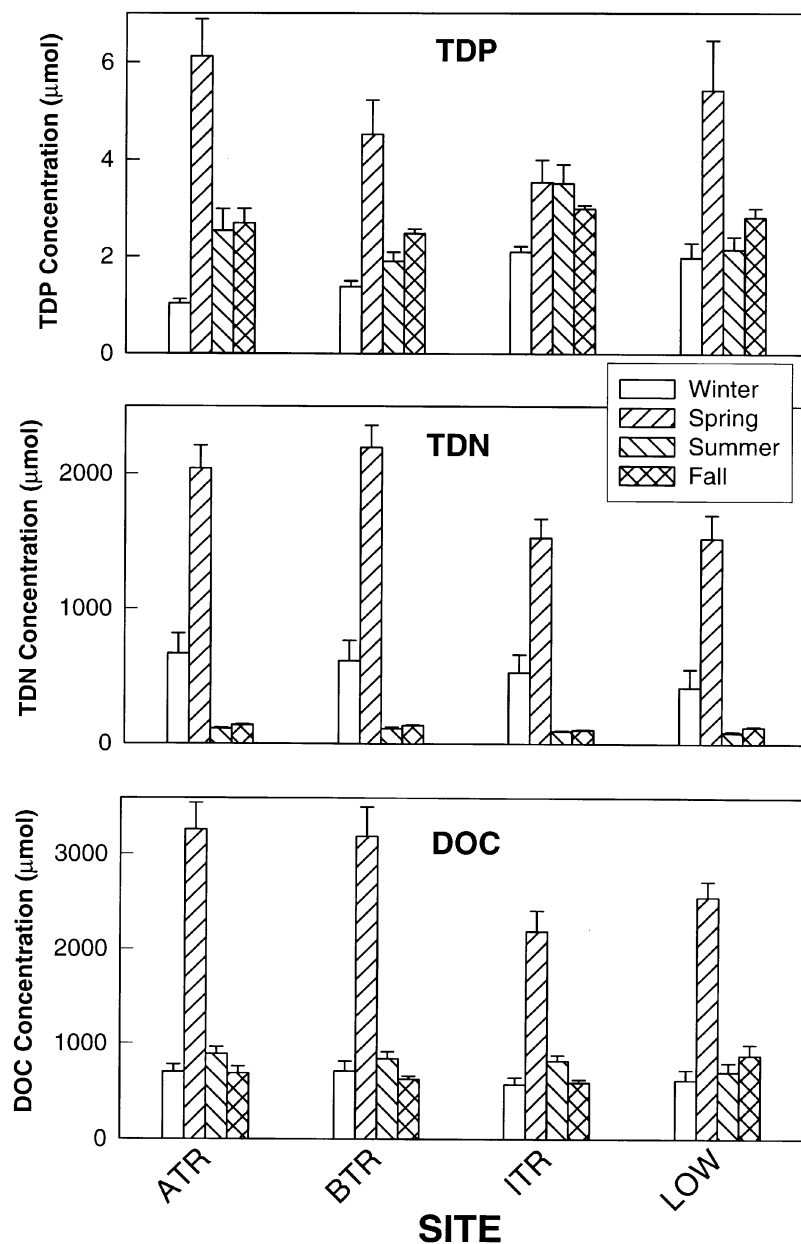 TDP
TDP Concentration (μmol)
6
4
2
0
Winter
Spring
Summer
Fall
TDN
TDN Concentration (μmol)
2000
1000
0
DOC
DOC Concentration (μmol)
3000
2000
1000
0
ATR
BTR
ITR
LOW
SITE